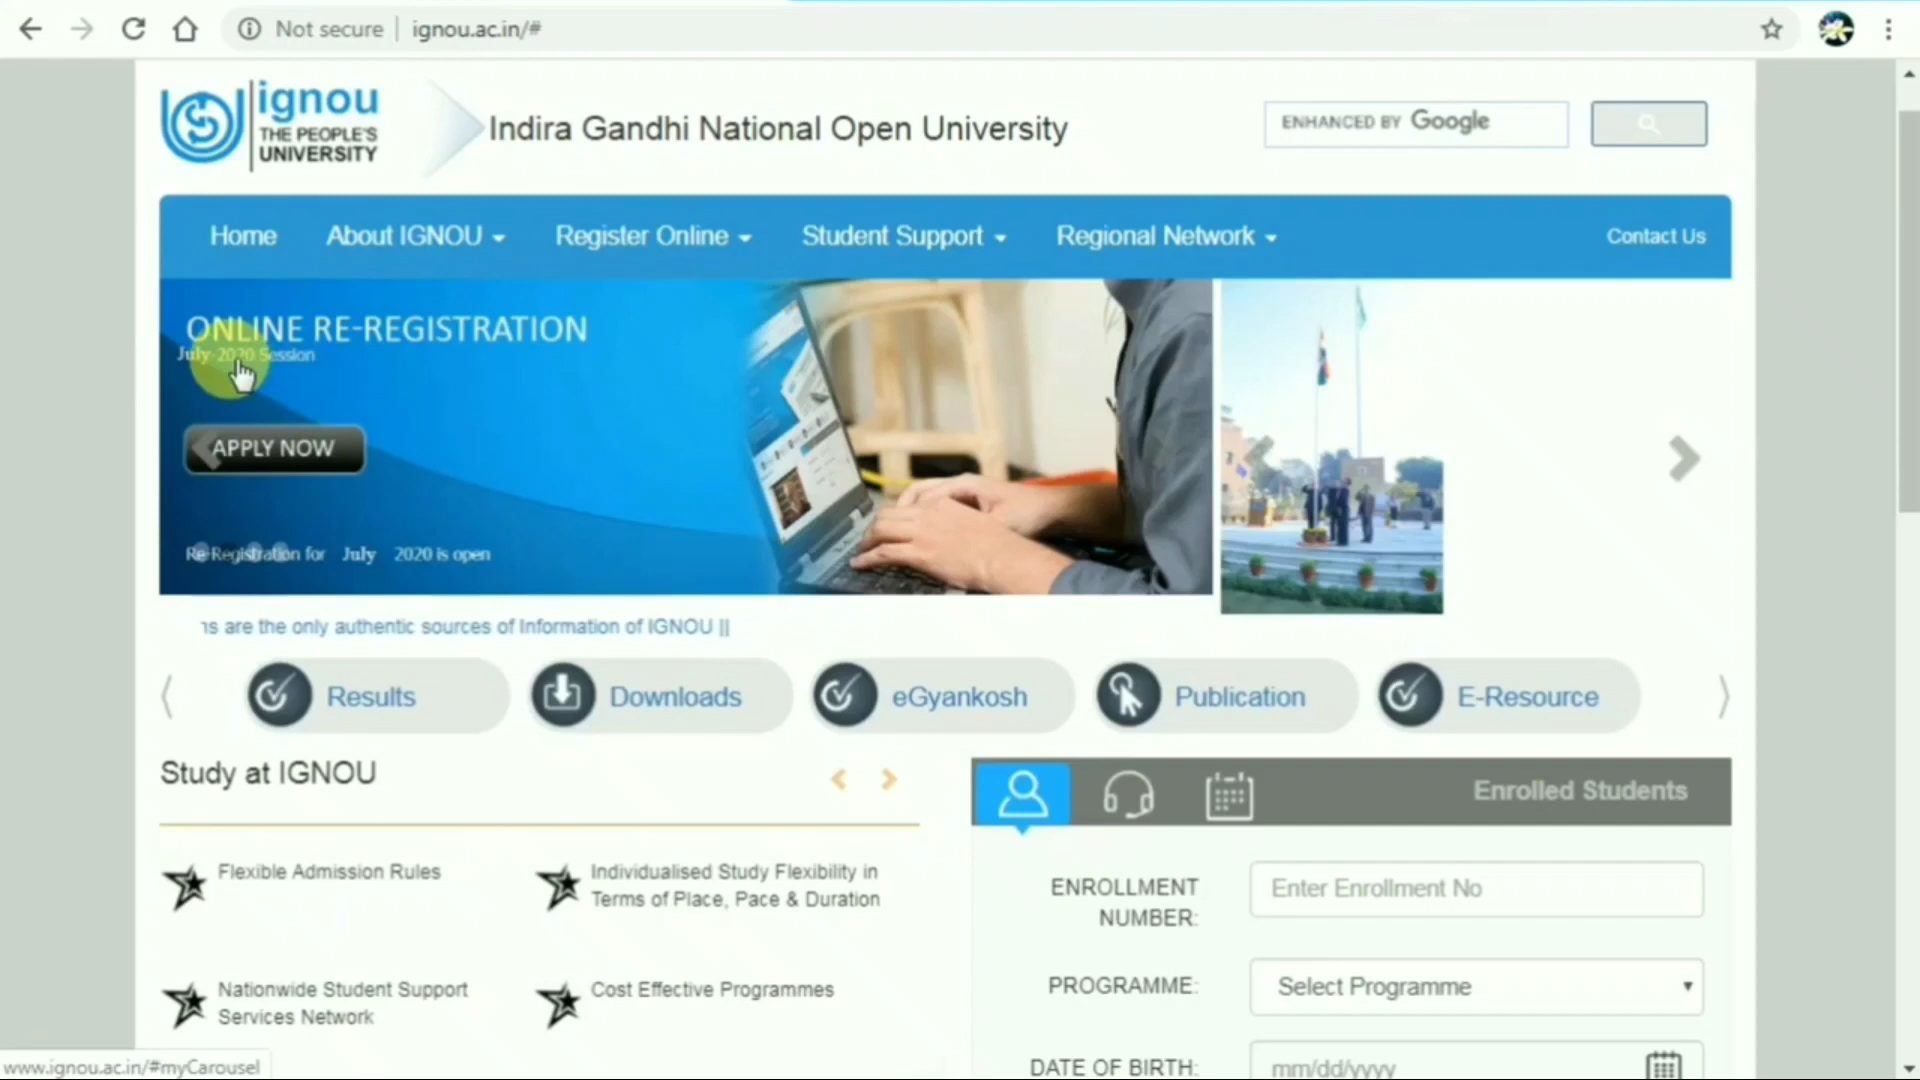 Not secure | ignou.ac.in/#
ignou
THE PEOPLE'S
UNIVERSITY
Indira Gandhi National Open University
ENHANCED BY Google
Home
About IGNOU
Register Online
Student Support
Regional Network
Contact Us
ONLINE RE-REGISTRATION
July-2020 Session
APPLY NOW
Re-Registration for July 2020 is open
ns are the only authentic sources of Information of IGNOU ||
Results
Downloads
eGyankosh
Publication
E-Resource
Study at IGNOU
Flexible Admission Rules
Individualised Study Flexibility in
Terms of Place, Pace & Duration
Nationwide Student Support
Services Network
Cost Effective Programmes
Enrolled Students
ENROLLMENT
NUMBER:
Enter Enrollment No
PROGRAMME:
Select Programme
DATE OF BIRTH:
mm/dd/yyyy
www.ignou.ac.in/#myCarousel